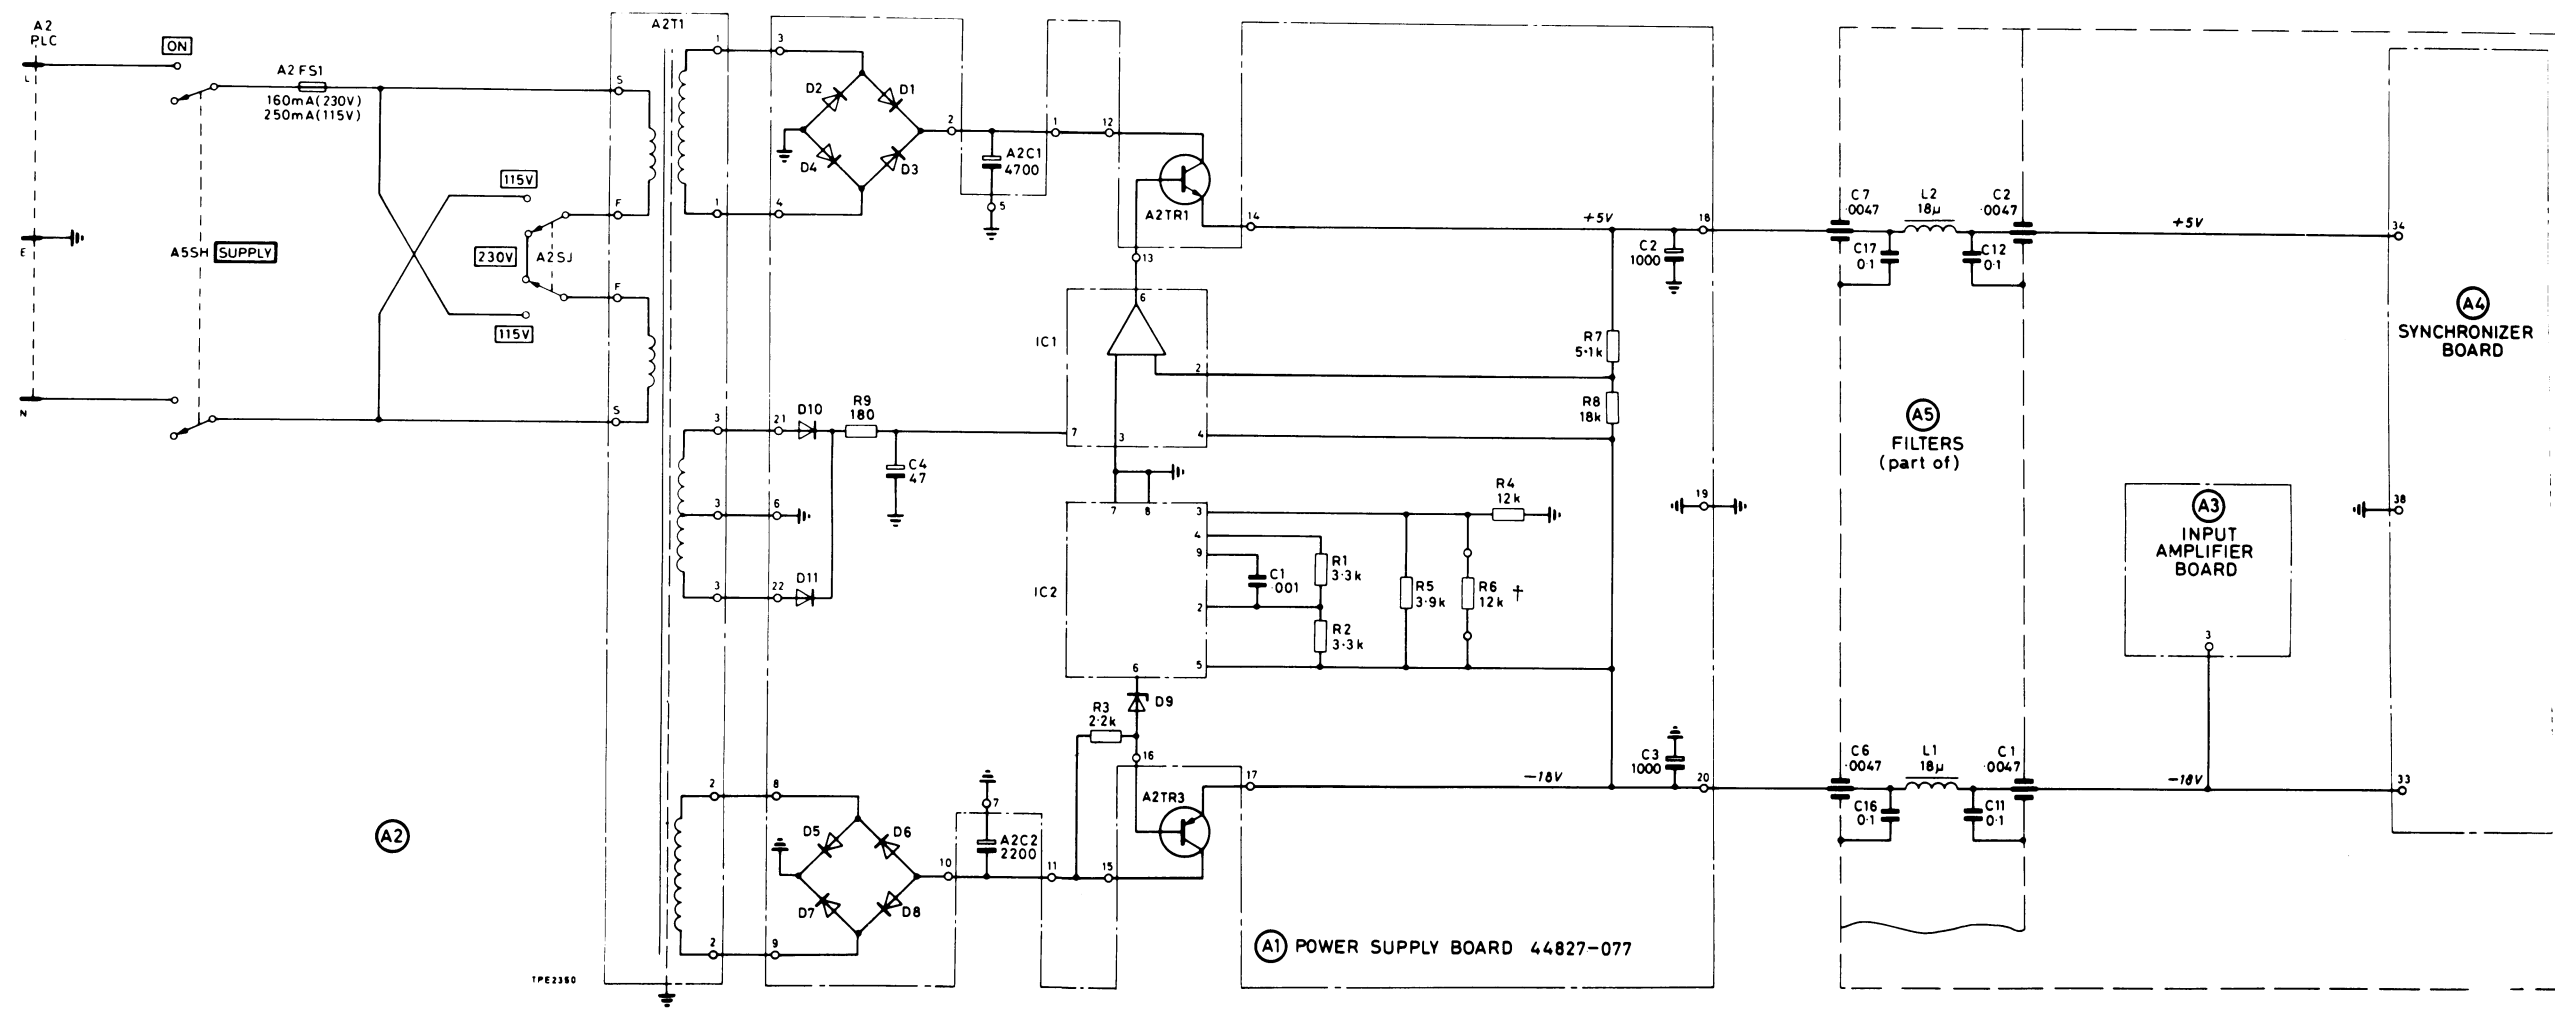 A2
PLC
L
E
N
ON
A2FS1
160mA(230V)
250mA(115V)
A5SH SUPPLY
115V
230V
A2SJ
115V
A2
TPE2360
A2T1
S
F
F
S
1
1
3
3
3
2
2
3
4
21
6
22
8
9
D2
D1
D4
D3
2
A2C1
4700
5
1
12
A2TR1
13
14
D10
R9
180
C4
47
D11
IC1
6
2
7
3
4
IC2
7
8
3
4
9
2
5
6
C1
.001
R1
3·3k
R2
3·3k
R5
3·9k
R6
12k
†
R4
12k
R7
5·1k
R8
18k
+5V
C2
1000
18
19
D9
R3
2·2k
16
D5
D6
D7
D8
10
7
A2C2
2200
11
15
A2TR3
17
-18V
C3
1000
20
A1 POWER SUPPLY BOARD 44827-077
C7
·0047
L2
18µ
C2
·0047
C17
0·1
C12
0·1
A5
FILTERS
(part of)
C6
·0047
L1
18µ
C1
·0047
C16
0·1
C11
0·1
+5V
34
A4
SYNCHRONIZER
BOARD
38
A3
INPUT
AMPLIFIER
BOARD
3
-18V
33